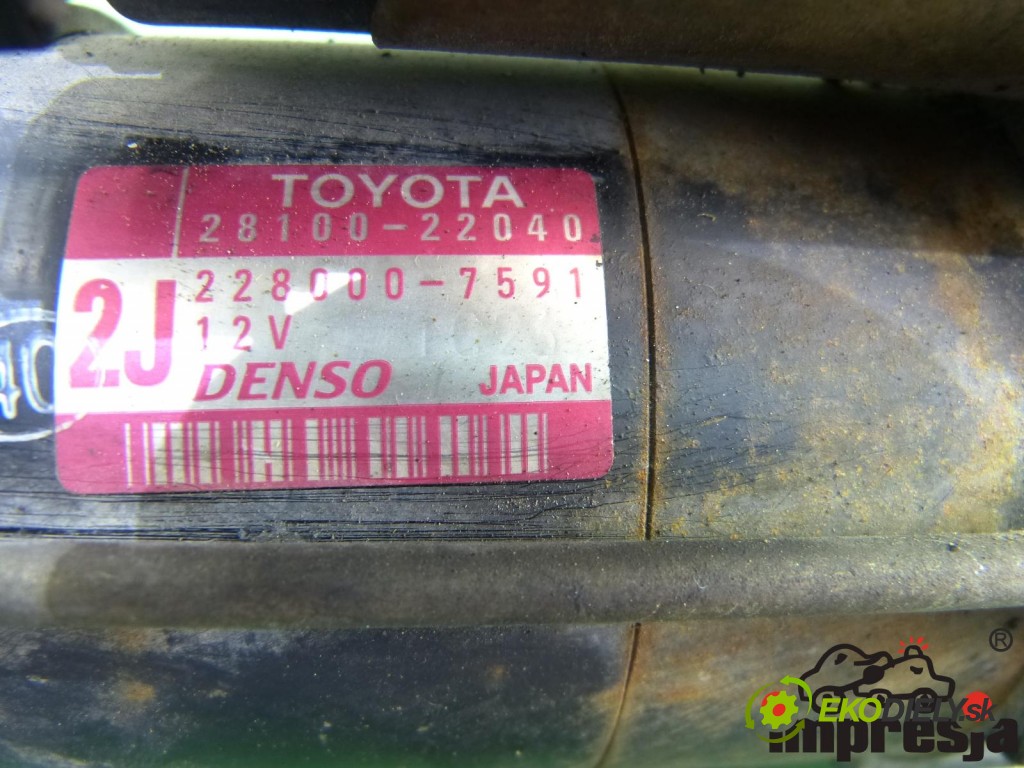 TOYOTA
28100-22040
2J
228000-7591
12V
DENSO JAPAN
®
EKODIELY.sk
impresja